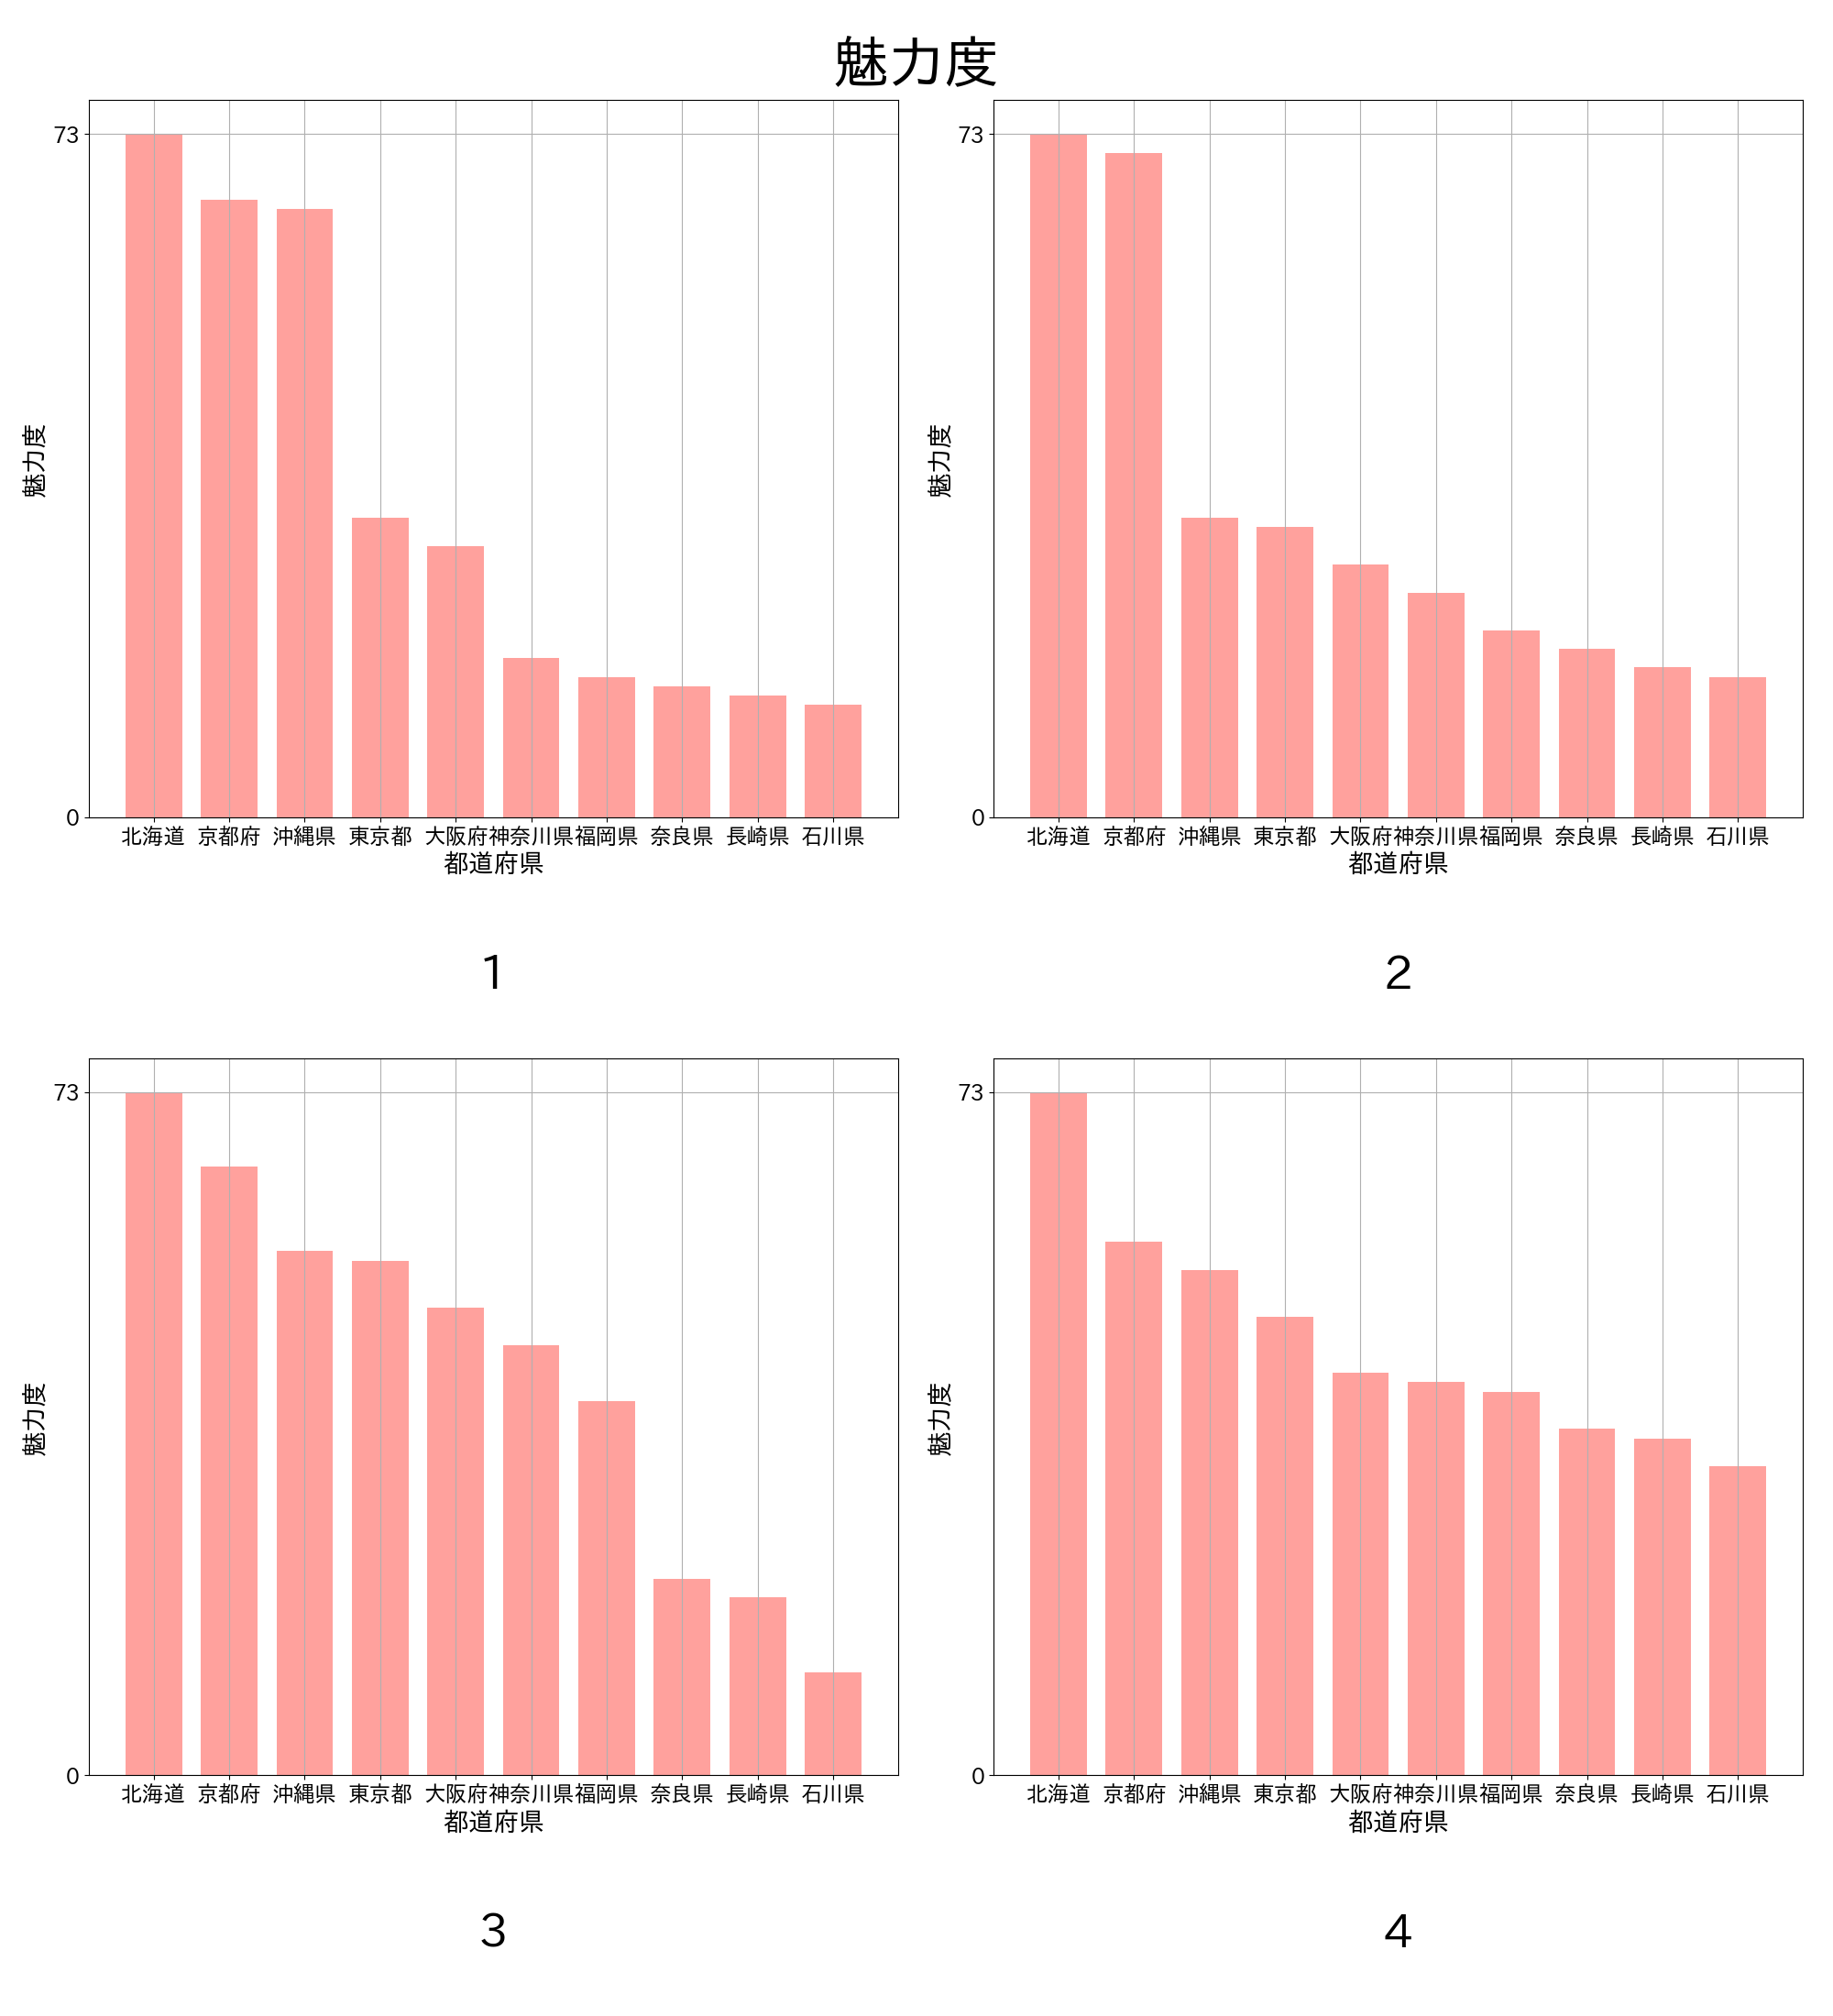 魅力度
73
0
魅力度
北海道 京都府 沖縄県 東京都 大阪府 神奈川県 福岡県 奈良県 長崎県 石川県
都道府県
1
73
0
魅力度
北海道 京都府 沖縄県 東京都 大阪府 神奈川県 福岡県 奈良県 長崎県 石川県
都道府県
2
73
0
魅力度
北海道 京都府 沖縄県 東京都 大阪府 神奈川県 福岡県 奈良県 長崎県 石川県
都道府県
3
73
0
魅力度
北海道 京都府 沖縄県 東京都 大阪府 神奈川県 福岡県 奈良県 長崎県 石川県
都道府県
4